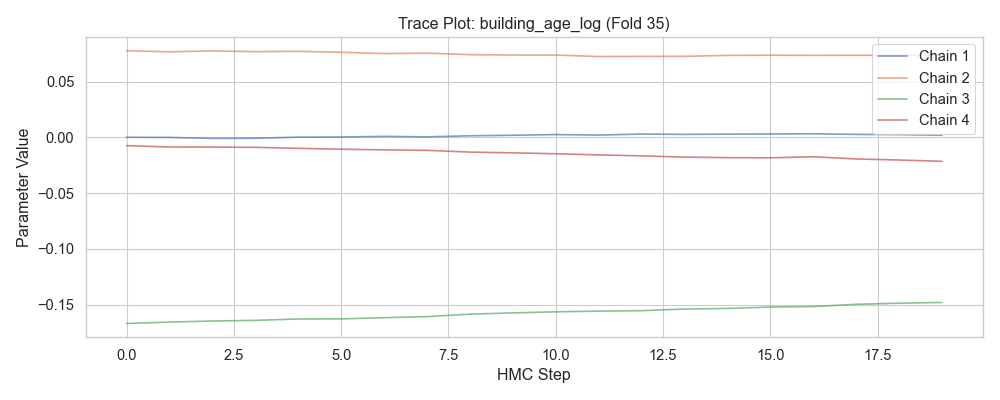 Trace Plot: building_age_log (Fold 35)
Chain 1
Chain 2
Chain 3
Chain 4
Parameter Value
0.05
0.00
−0.05
−0.10
−0.15
0.0 2.5 5.0 7.5 10.0 12.5 15.0 17.5
HMC Step